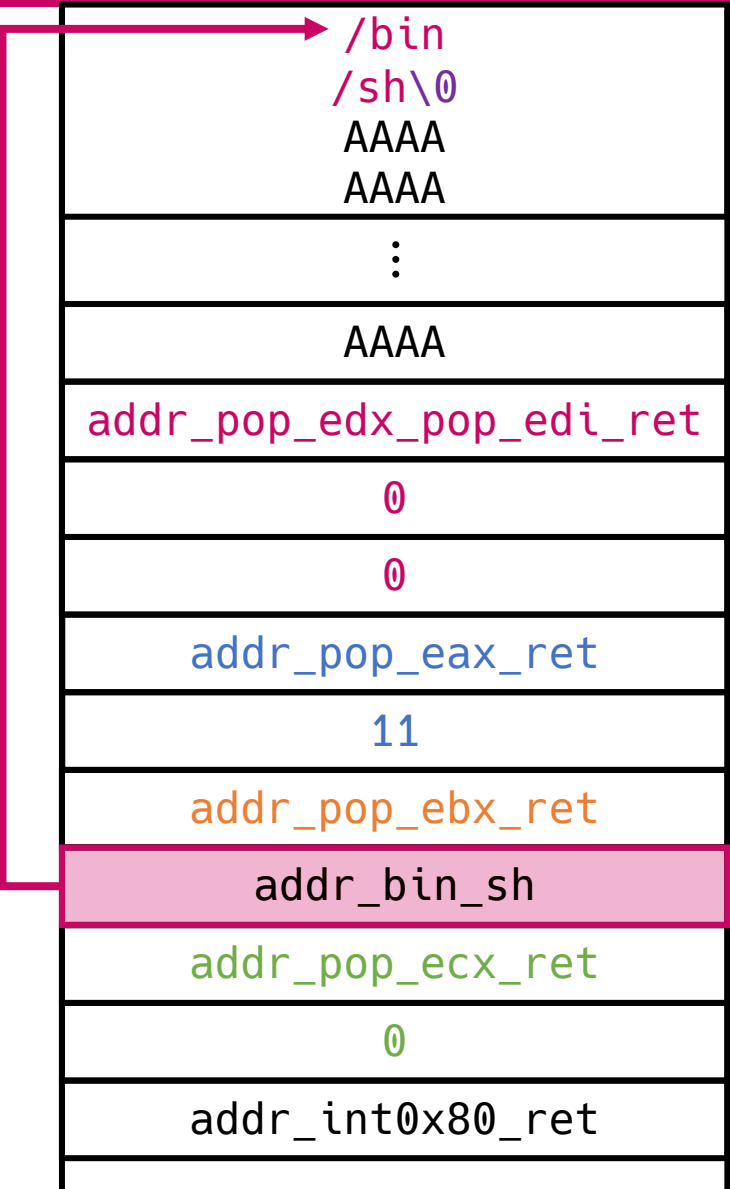 /bin
/sh\0
AAAA
AAAA
⋮
AAAA
addr_pop_edx_pop_edi_ret
0
0
addr_pop_eax_ret
11
addr_pop_ebx_ret
addr_bin_sh
addr_pop_ecx_ret
0
addr_int0x80_ret